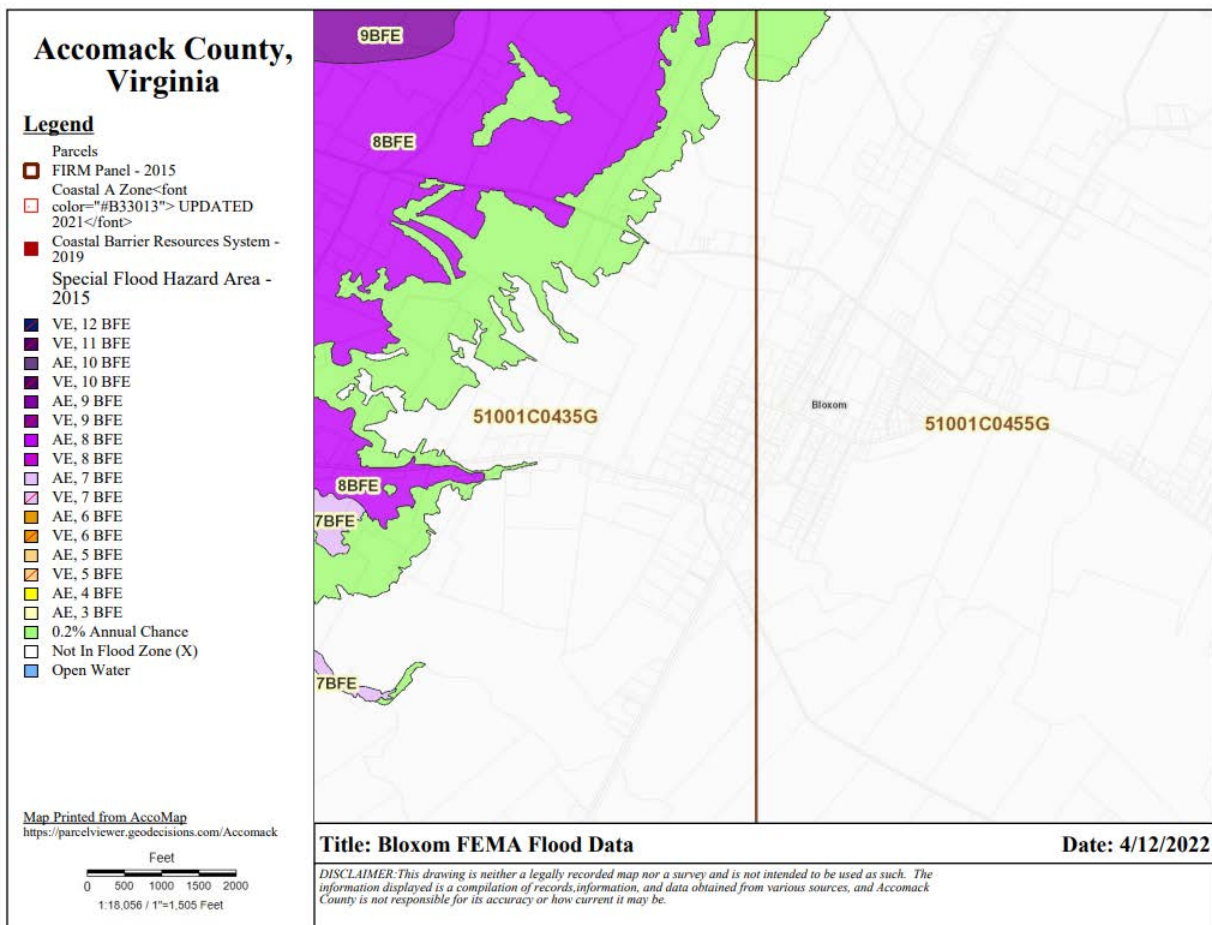 Accomack County,
Virginia
Legend
Parcels
FIRM Panel - 2015
Coastal A Zone<font
color="#B33013"> UPDATED
2021</font>
Coastal Barrier Resources System -
2019
Special Flood Hazard Area -
2015
VE, 12 BFE
VE, 11 BFE
AE, 10 BFE
VE, 10 BFE
AE, 9 BFE
VE, 9 BFE
AE, 8 BFE
VE, 8 BFE
AE, 7 BFE
VE, 7 BFE
AE, 6 BFE
VE, 6 BFE
AE, 5 BFE
VE, 5 BFE
AE, 4 BFE
AE, 3 BFE
0.2% Annual Chance
Not In Flood Zone (X)
Open Water
Map Printed from AccoMap
https://parcelviewer.geodecisions.com/Accomack
Feet
0 500 1000 1500 2000
1:18,056 / 1"=1,505 Feet
9BFE
8BFE
Bloxom
51001C0435G
51001C0455G
8BFE
7BFE
7BFE
Title: Bloxom FEMA Flood Data
Date: 4/12/2022
DISCLAIMER:This drawing is neither a legally recorded map nor a survey and is not intended to be used as such. The
information displayed is a compilation of records,information, and data obtained from various sources, and Accomack
County is not responsible for its accuracy or how current it may be.